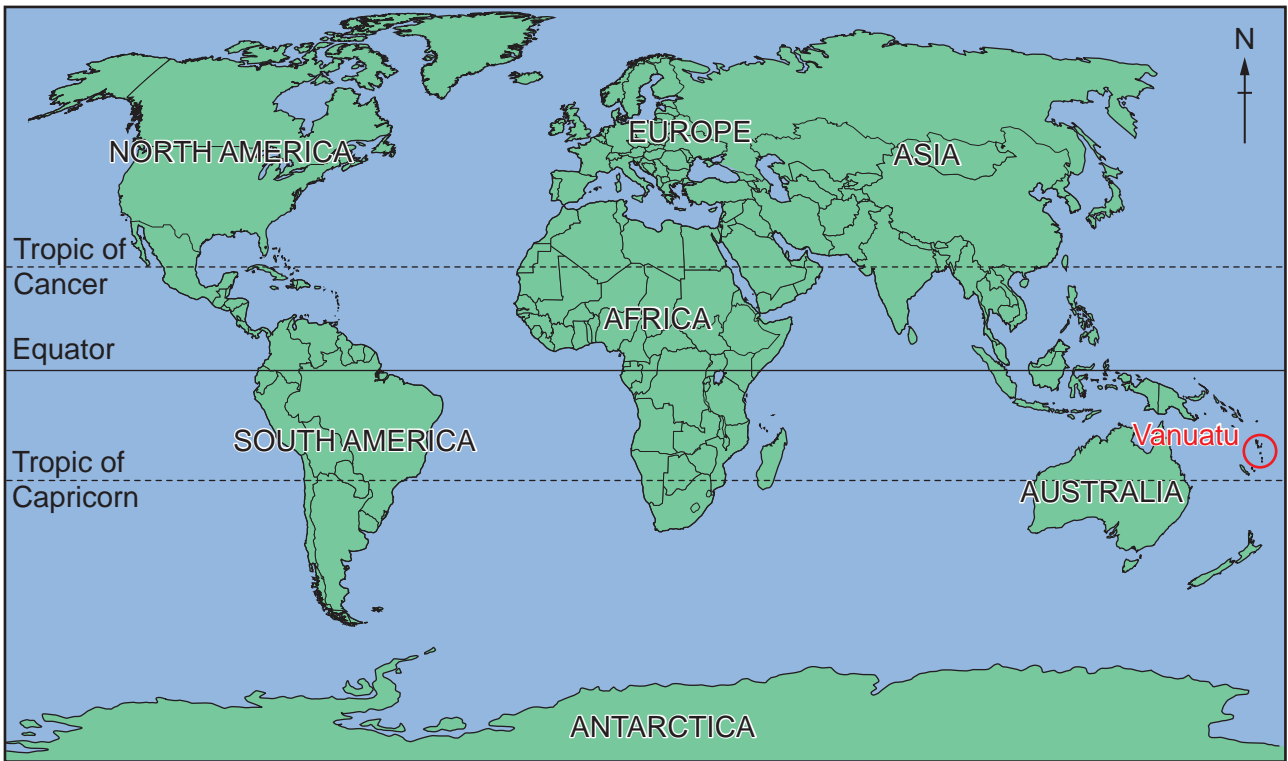 N
NORTH AMERICA
EUROPE
ASIA
Tropic of
Cancer
AFRICA
Equator
SOUTH AMERICA
Vanuatu
Tropic of
Capricorn
AUSTRALIA
ANTARCTICA